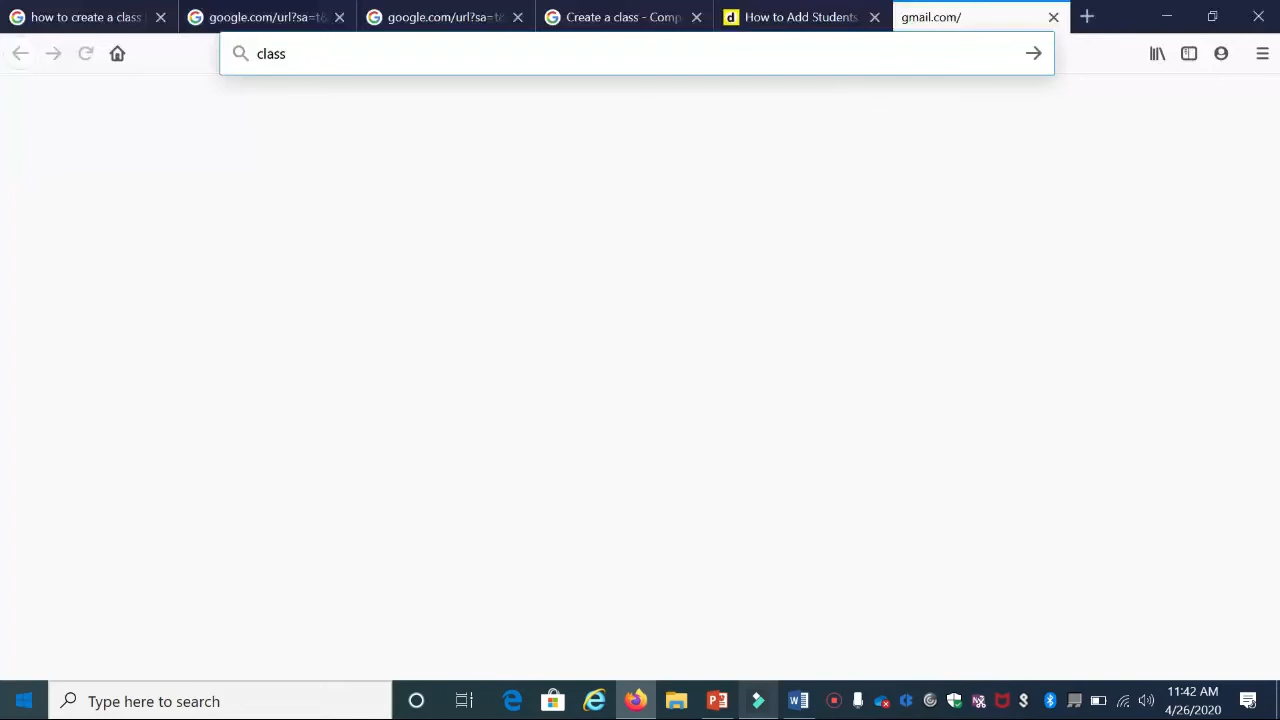 how to create a class
google.com/url?sa=t&
google.com/url?sa=t&
Create a class - Comp
How to Add Students
gmail.com/
class
Type here to search
11:42 AM
4/26/2020